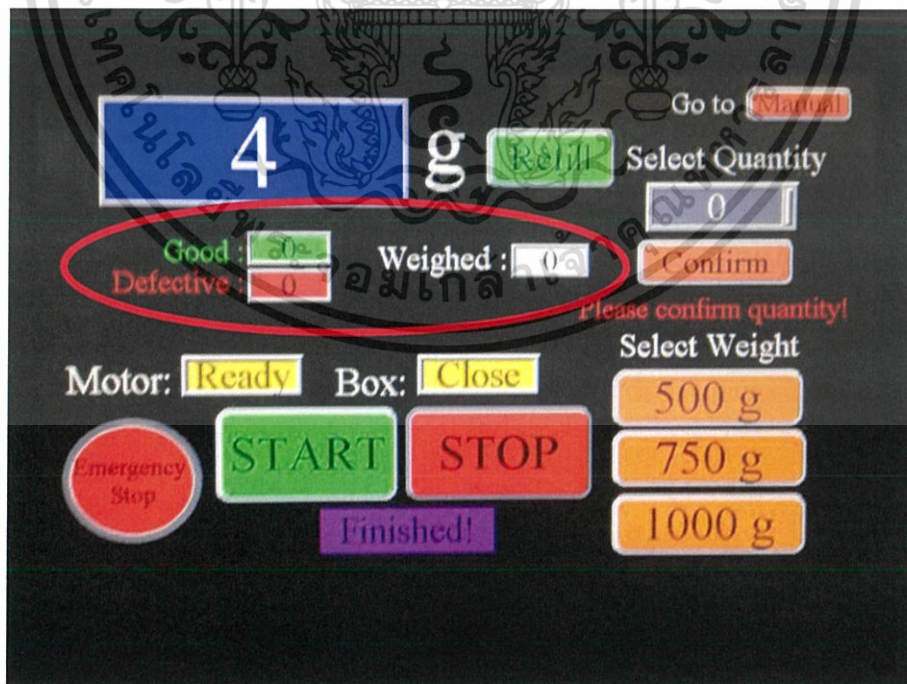 Go to Manual
4 g Refill
Select Quantity
0
Good : 0
Weighed : 0
Confirm
Defective : 0
Please confirm quantity!
Select Weight
Motor: Ready Box: Close
500 g
START STOP
750 g
Emergency
Stop
Finished!
1000 g